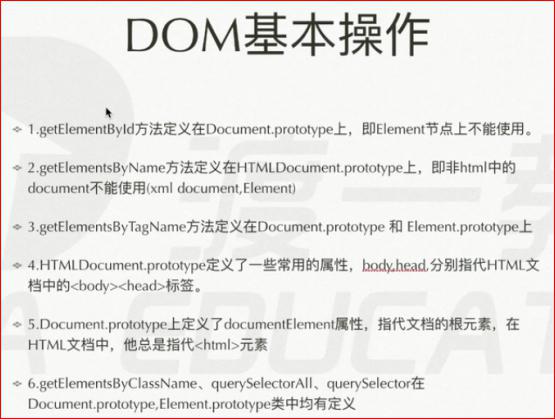 DOM基本操作
1.getElementById方法定义在Document.prototype上，即Element节点上不能使用。
2.getElementsByName方法定义在HTMLDocument.prototype上，即非html中的
document不能使用(xml document,Element)
3.getElementsByTagName方法定义在Document.prototype 和 Element.prototype上
4.HTMLDocument.prototype定义了一些常用的属性，body,head,分别指代HTML文
档中的<body><head>标签。
5.Document.prototype上定义了documentElement属性，指代文档的根元素，在
HTML文档中，他总是指代<html>元素
6.getElementsByClassName、querySelectorAll、querySelector在
Document.prototype,Element.prototype类中均有定义